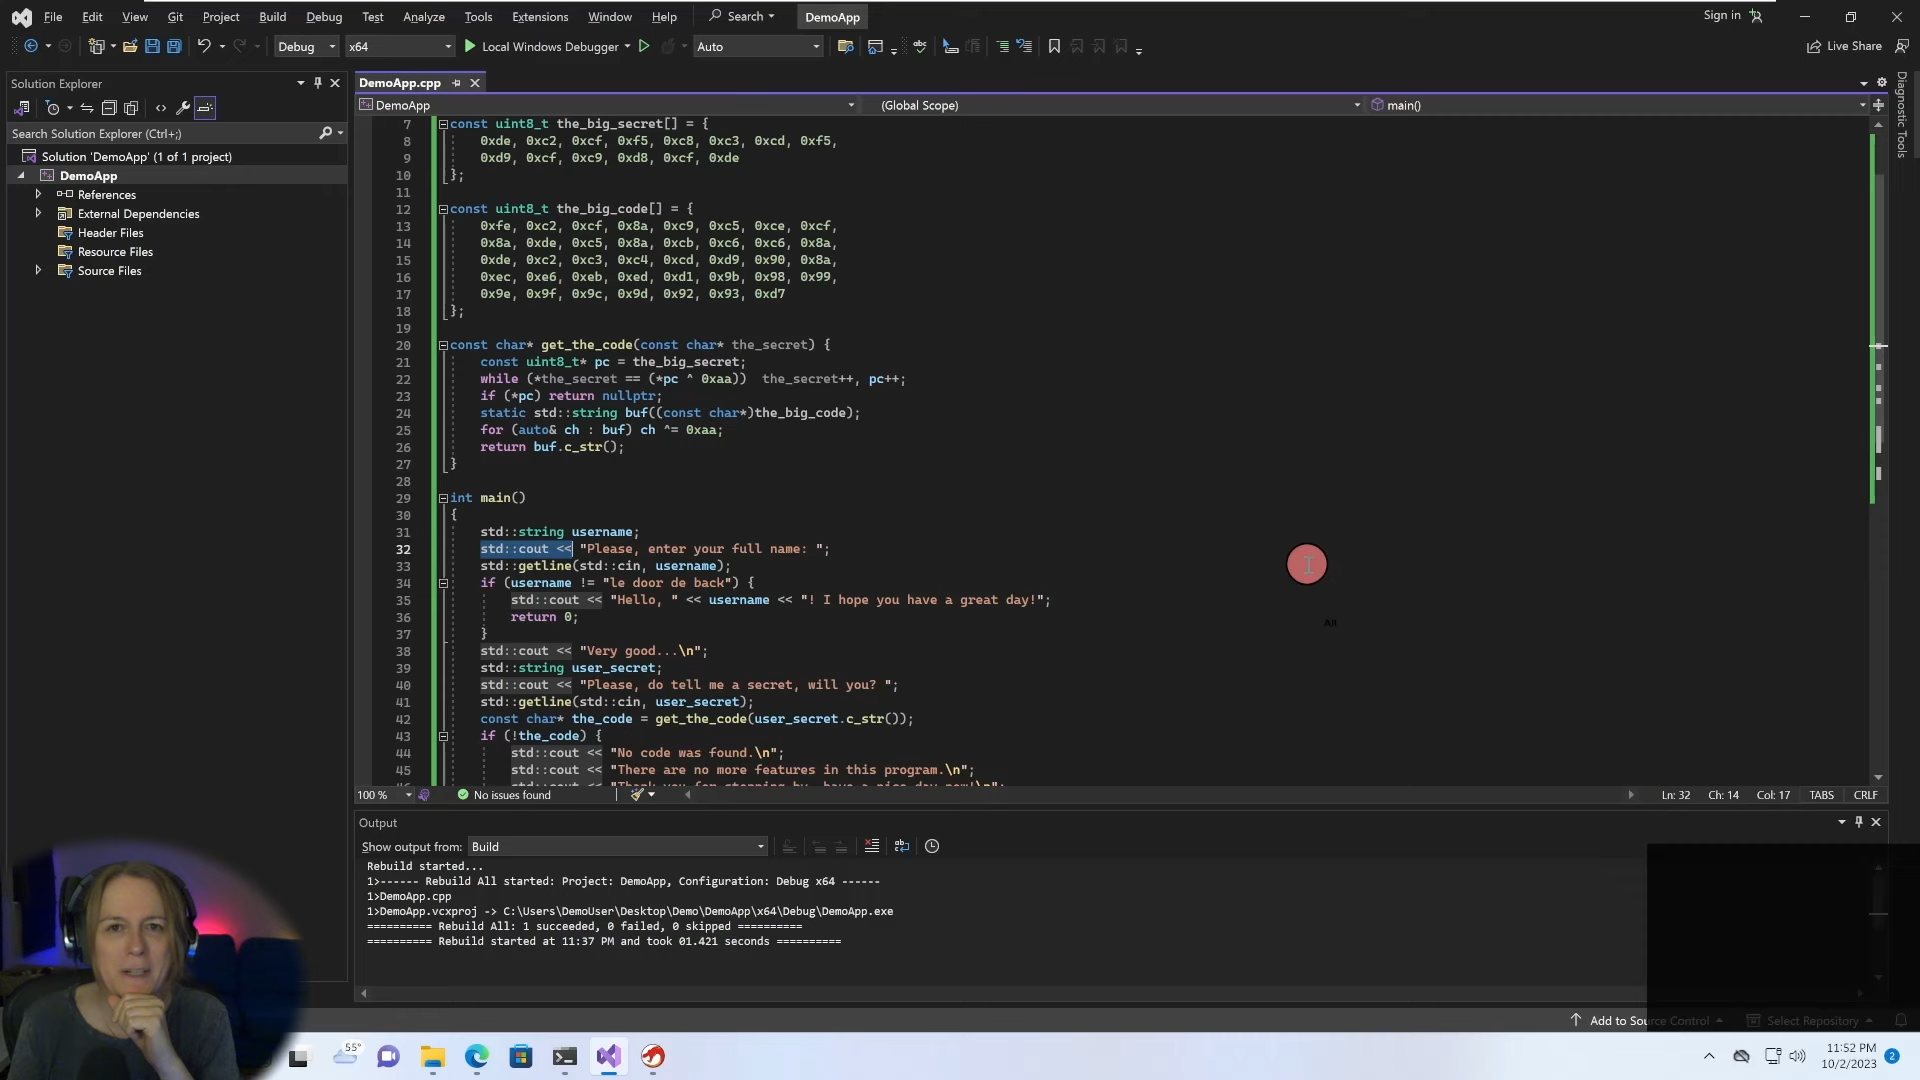 File Edit View Git Project Build Debug Test Analyze Tools Extensions Window Help Search DemoApp Sign in
Debug x64 Local Windows Debugger Auto Live Share
Solution Explorer
Search Solution Explorer (Ctrl+;)
Solution 'DemoApp' (1 of 1 project)
DemoApp
References
External Dependencies
Header Files
Resource Files
Source Files
DemoApp.cpp
DemoApp (Global Scope) main()
7 const uint8_t the_big_secret[] = {
8 0xde, 0xc2, 0xcf, 0xf5, 0xc8, 0xc3, 0xcd, 0xf5,
9 0xd9, 0xcf, 0xc9, 0xd8, 0xcf, 0xde
10 };
11
12 const uint8_t the_big_code[] = {
13 0xfe, 0xc2, 0xcf, 0x8a, 0xc9, 0xc5, 0xce, 0xcf,
14 0x8a, 0xde, 0xc5, 0x8a, 0xcb, 0xc6, 0xc6, 0x8a,
15 0xde, 0xc2, 0xc3, 0xc4, 0xcd, 0xd9, 0x90, 0x8a,
16 0xec, 0xe6, 0xeb, 0xed, 0xd1, 0x9b, 0x98, 0x99,
17 0x9e, 0x9f, 0x9c, 0x9d, 0x92, 0x93, 0xd7
18 };
19
20 const char* get_the_code(const char* the_secret) {
21 const uint8_t* pc = the_big_secret;
22 while (*the_secret == (*pc ^ 0xaa)) the_secret++, pc++;
23 if (*pc) return nullptr;
24 static std::string buf((const char*)the_big_code);
25 for (auto& ch : buf) ch ^= 0xaa;
26 return buf.c_str();
27 }
28
29 int main()
30 {
31 std::string username;
32 std::cout << "Please, enter your full name: ";
33 std::getline(std::cin, username);
34 if (username != "le door de back") {
35 std::cout << "Hello, " << username << "! I hope you have a great day!";
36 return 0;
37 }
38 std::cout << "Very good...\n";
39 std::string user_secret;
40 std::cout << "Please, do tell me a secret, will you? ";
41 std::getline(std::cin, user_secret);
42 const char* the_code = get_the_code(user_secret.c_str());
43 if (!the_code) {
44 std::cout << "No code was found.\n";
45 std::cout << "There are no more features in this program.\n";
Diagnostic Tools
Alt
100 % No issues found Ln: 32 Ch: 14 Col: 17 TABS CRLF
Output
Show output from: Build
Rebuild started...
1>------ Rebuild All started: Project: DemoApp, Configuration: Debug x64 ------
1>DemoApp.cpp
1>DemoApp.vcxproj -> C:\Users\DemoUser\Desktop\Demo\DemoApp\x64\Debug\DemoApp.exe
========== Rebuild All: 1 succeeded, 0 failed, 0 skipped ==========
========== Rebuild started at 11:37 PM and took 01.421 seconds ==========
Add to Source Control Select Repository
55°
11:52 PM
10/2/2023
2